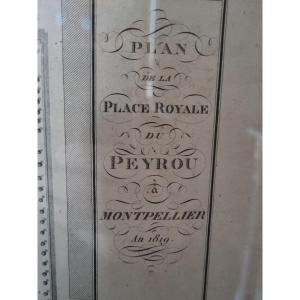 PLAN
DE LA
PLACE ROYALE
DU
PEYROU
à
MONTPELLIER
An 1819.